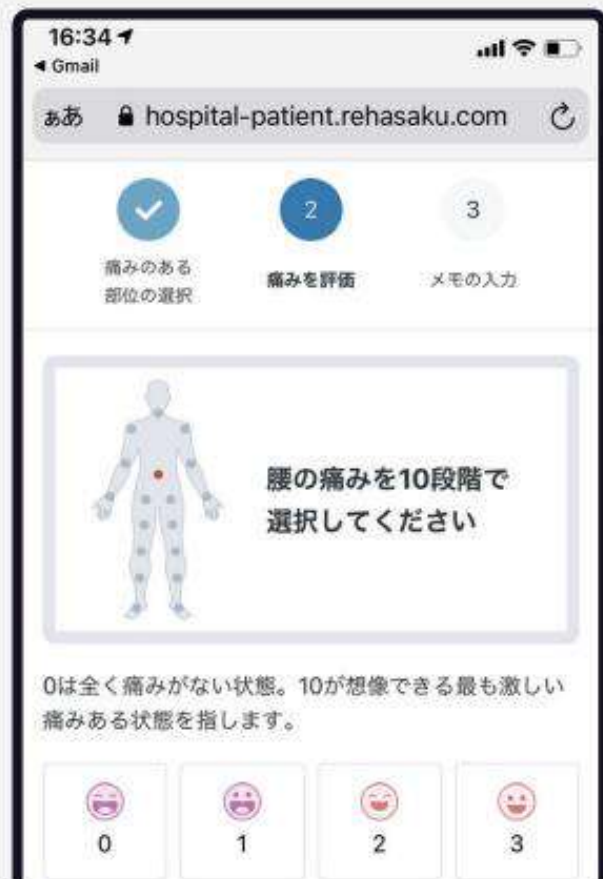 16:34
◀ Gmail
ぁあ hospital-patient.rehasaku.com
2
3
痛みのある
部位の選択
痛みを評価
メモの入力
腰の痛みを10段階で
選択してください
0は全く痛みがない状態。10が想像できる最も激しい
痛みある状態を指します。
0
1
2
3